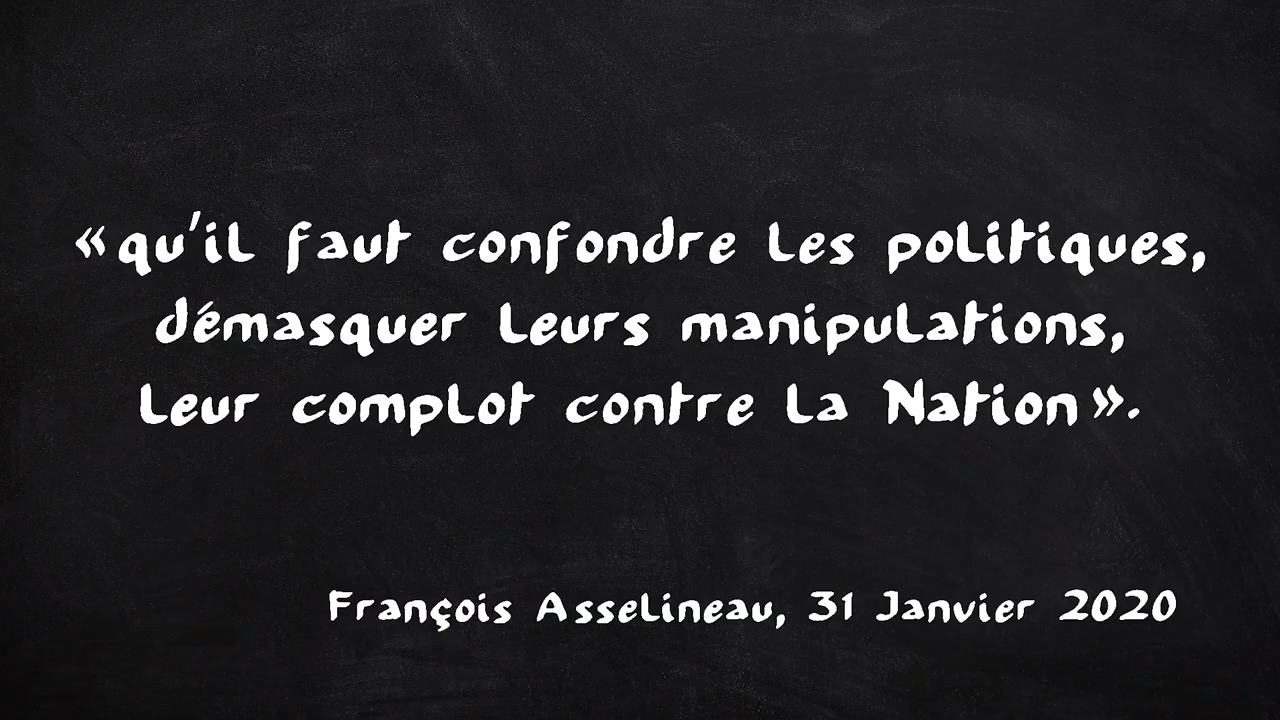 « qu'il faut confondre les politiques,
démasquer leurs manipulations,
leur complot contre la Nation ».
François Asselineau, 31 Janvier 2020